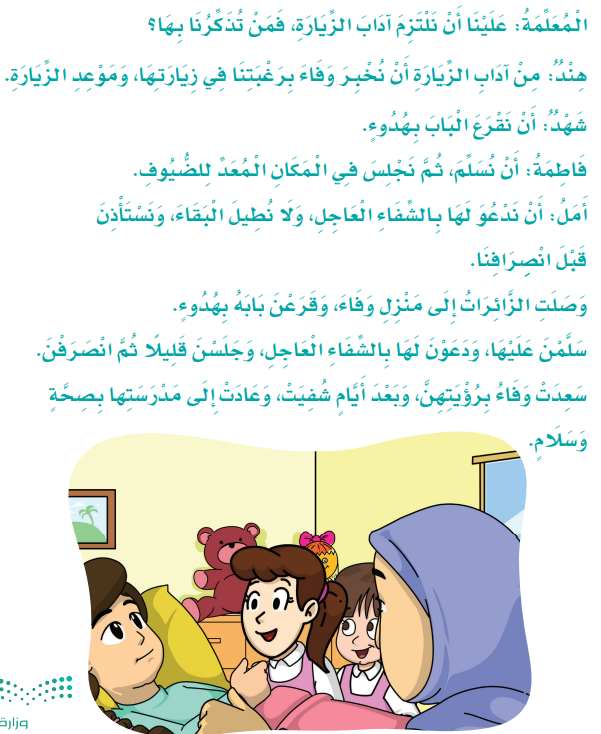 الْمُعَلِّمَةُ: عَلَيْنَا أَنْ نَلْتَزِمَ آدَابَ الزِّيَارَةِ، فَمَنْ تُذَكِّرُنَا بِهَا؟
هِنْدٌ: مِنْ آدَابِ الزِّيَارَةِ أَنْ نُخْبِرَ وَفَاءَ بِرَغْبَتِنَا فِي زِيَارَتِهَا، وَمَوْعِدِ الزِّيَارَةِ.
شَهْدٌ: أَنْ نَقْرَعَ الْبَابَ بِهُدُوءٍ.
فَاطِمَةُ: أَنْ نُسَلِّمَ، ثُمَّ نَجْلِسَ فِي الْمَكَانِ الْمُعَدِّ لِلضُّيُوفِ.
أَمَلُ: أَنْ نَدْعُوَ لَهَا بِالشِّفَاءِ الْعَاجِلِ، وَلَا نُطِيلَ الْبَقَاءَ، وَنَسْتَأْذِنَ
قَبْلَ انْصِرَافِنَا.
وَصَلَتِ الزَّائِرَاتُ إِلَى مَنْزِلِ وَفَاءَ، وَقَرَعْنَ بَابَهُ بِهُدُوءٍ.
سَلَّمْنَ عَلَيْهَا، وَدَعَوْنَ لَهَا بِالشِّفَاءِ الْعَاجِلِ، وَجَلَسْنَ قَلِيلًا ثُمَّ انْصَرَفْنَ.
سَعِدَتْ وَفَاءُ بِرُؤْيَتِهِنَّ، وَبَعْدَ أَيَّامٍ شُفِيَتْ، وَعَادَتْ إِلَى مَدْرَسَتِها بِصِحَّةٍ
وَسَلَامٍ.
وزارة